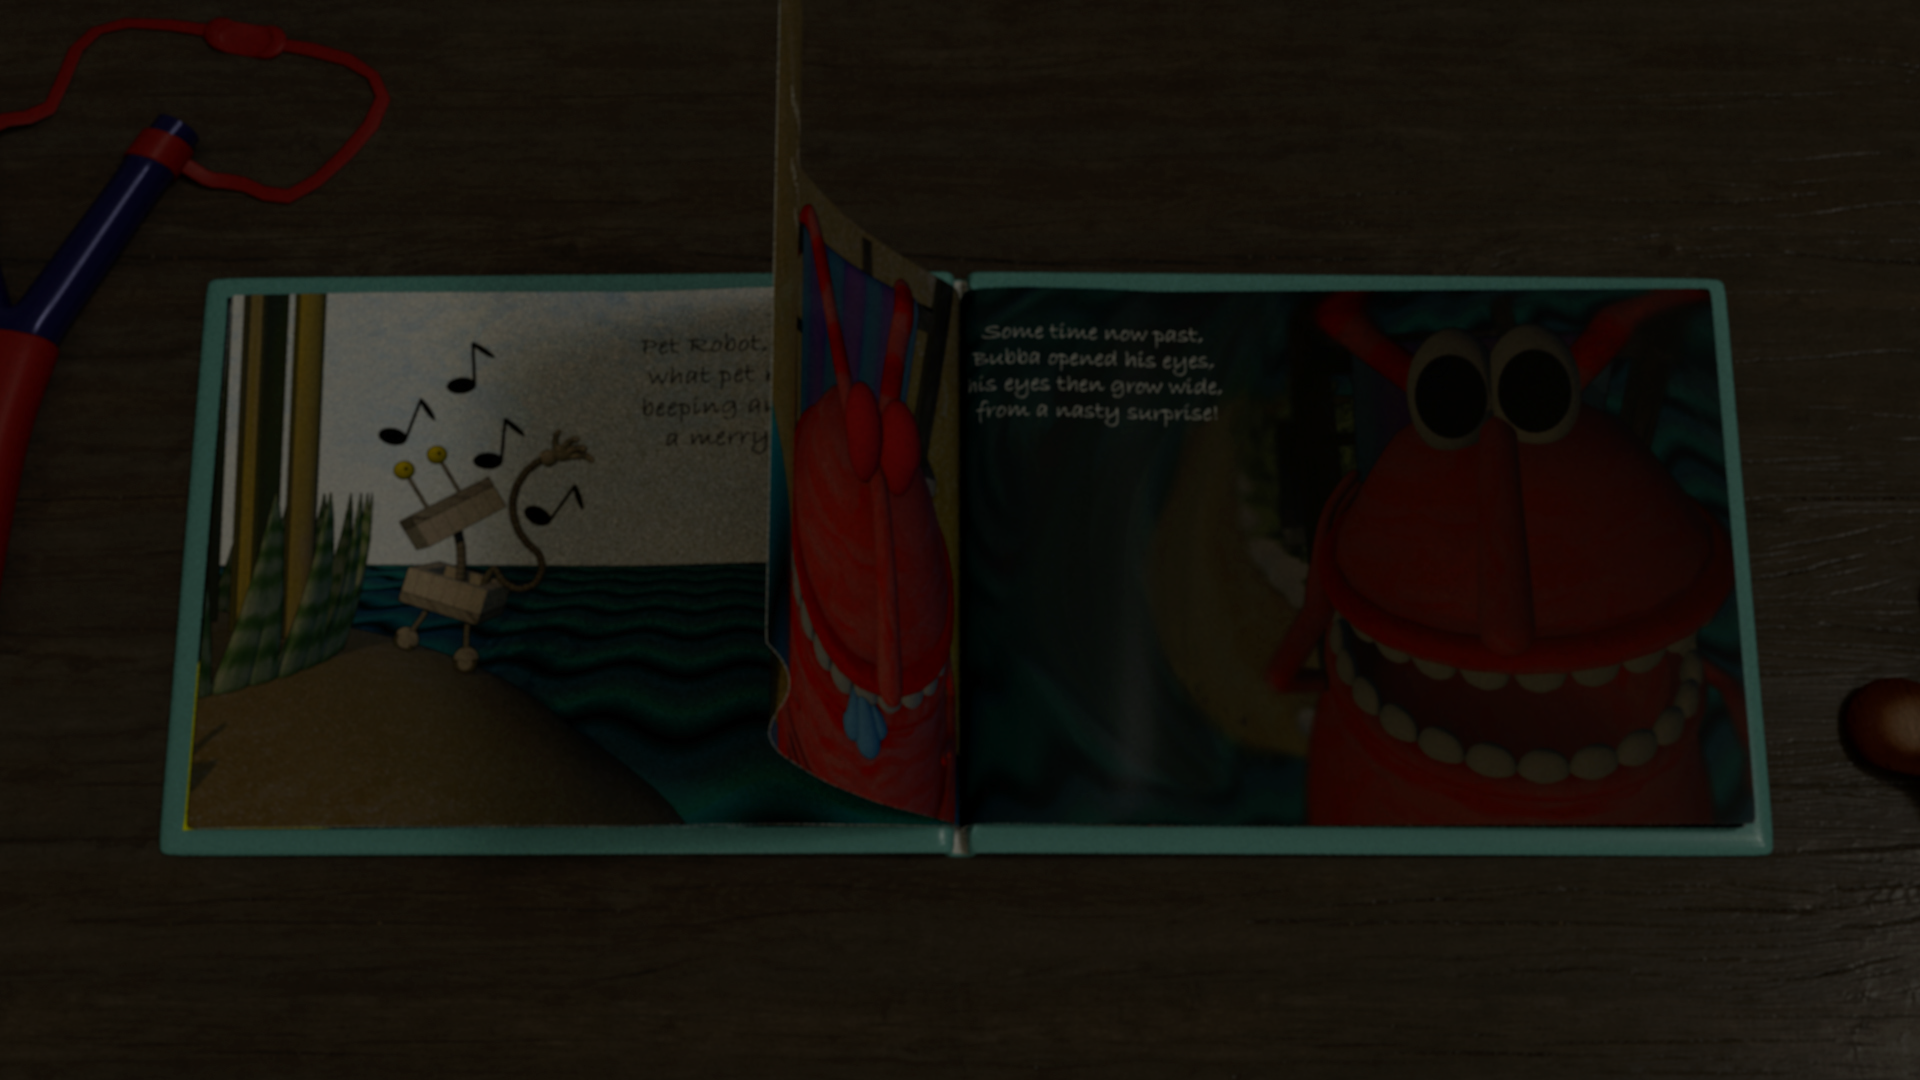 Pet Robot,
what pet
beeping
a merry
Some time now past,
Bubba opened his eyes,
his eyes then grow wide,
from a nasty surprise!